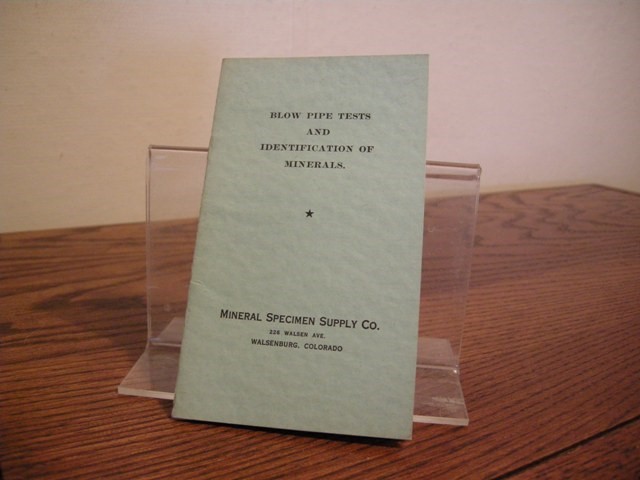 BLOW PIPE TESTS
AND
IDENTIFICATION OF
MINERALS.
MINERAL SPECIMEN SUPPLY CO.
226 WALSEN AVE.
WALSENBURG, COLORADO